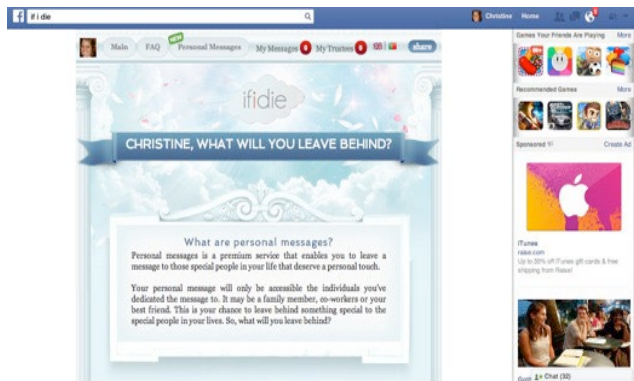 if i die
Christine Home
Main FAQ NEW Personal Messages My Messages 0 My Trustees 0 share
ifidie
CHRISTINE, WHAT WILL YOU LEAVE BEHIND?
What are personal messages?
Personal messages is a premium service that enables you to leave a
message to those special people in your life that deserve a personal touch.
Your personal message will only be accessible the individuals you've
dedicated the message to. It may be a family member, co-workers or your
best friend. This is your chance to leave behind something special to the
special people in your lives. So, what will you leave behind?
Games Your Friends Are Playing More
Recommended Games More
Sponsored Create Ad
iTunes
raise.com
Up to 30% off iTunes gift cards & free
shipping from Raise!
Chat (32)